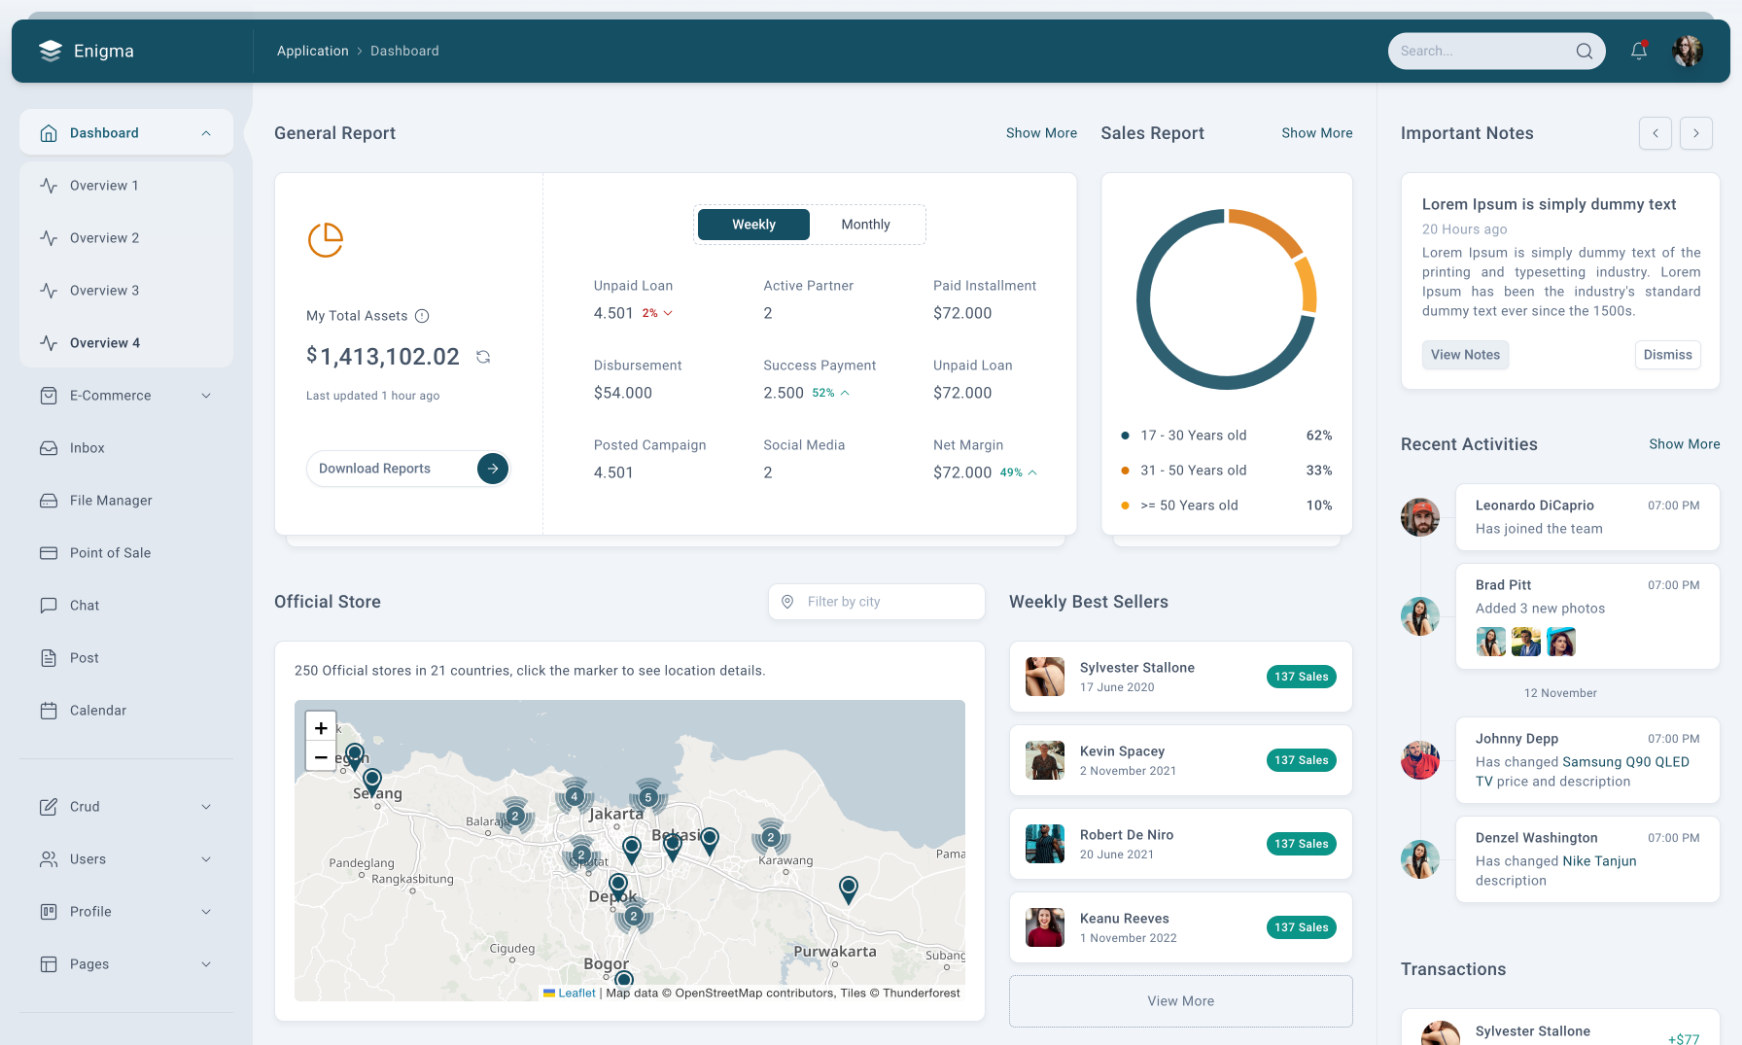 Enigma
Application > Dashboard
Search...
Dashboard
Overview 1
Overview 2
Overview 3
Overview 4
E-Commerce
Inbox
File Manager
Point of Sale
Chat
Post
Calendar
Crud
Users
Profile
Pages
General Report
Show More
My Total Assets
$1,413,102.02
Last updated 1 hour ago
Download Reports
Weekly
Monthly
Unpaid Loan
4.501 2%
Active Partner
2
Paid Installment
$72.000
Disbursement
$54.000
Success Payment
2.500 52%
Unpaid Loan
$72.000
Posted Campaign
4.501
Social Media
2
Net Margin
$72.000 49%
Sales Report
Show More
17 - 30 Years old 62%
31 - 50 Years old 33%
>= 50 Years old 10%
Official Store
Filter by city
250 Official stores in 21 countries, click the marker to see location details.
+
−
Serang
2
4
5
Balaraja
Jakarta
Bekasi
2
2
Karawang
Pandeglang
Rangkasbitung
Depok
2
Cigudeg
Bogor
Purwakarta
Subang
Leaflet | Map data © OpenStreetMap contributors, Tiles © Thunderforest
Weekly Best Sellers
Sylvester Stallone
17 June 2020
137 Sales
Kevin Spacey
2 November 2021
137 Sales
Robert De Niro
20 June 2021
137 Sales
Keanu Reeves
1 November 2022
137 Sales
View More
Important Notes
Lorem Ipsum is simply dummy text
20 Hours ago
Lorem Ipsum is simply dummy text of the
printing and typesetting industry. Lorem
Ipsum has been the industry's standard
dummy text ever since the 1500s.
View Notes
Dismiss
Recent Activities
Show More
Leonardo DiCaprio 07:00 PM
Has joined the team
Brad Pitt 07:00 PM
Added 3 new photos
12 November
Johnny Depp 07:00 PM
Has changed Samsung Q90 QLED
TV price and description
Denzel Washington 07:00 PM
Has changed Nike Tanjun
description
Transactions
Sylvester Stallone
+$77